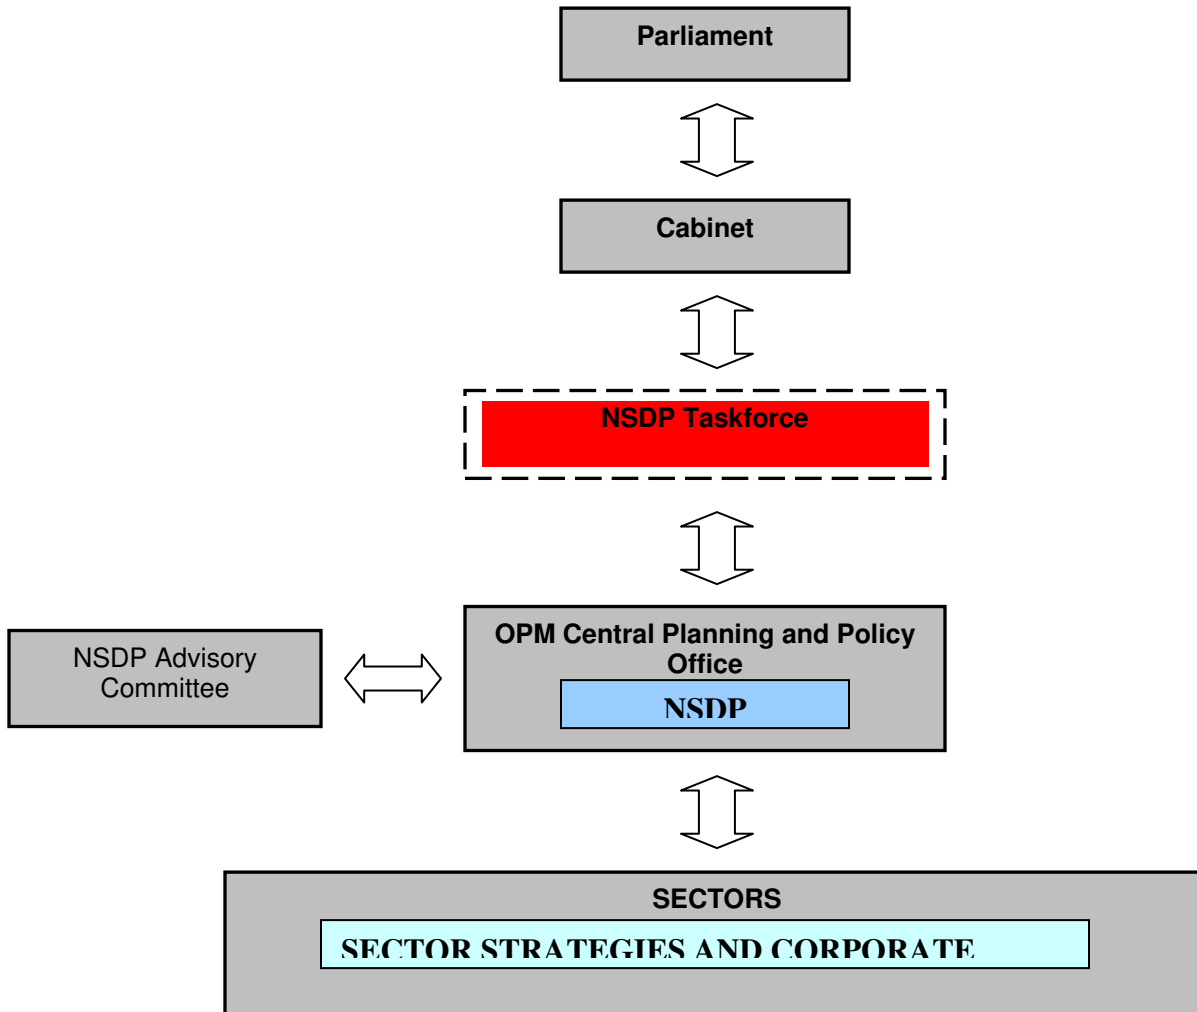 Parliament
Cabinet
NSDP Taskforce
OPM Central Planning and Policy
Office
NSDP
NSDP Advisory
Committee
SECTORS
SECTOR STRATEGIES AND CORPORATE